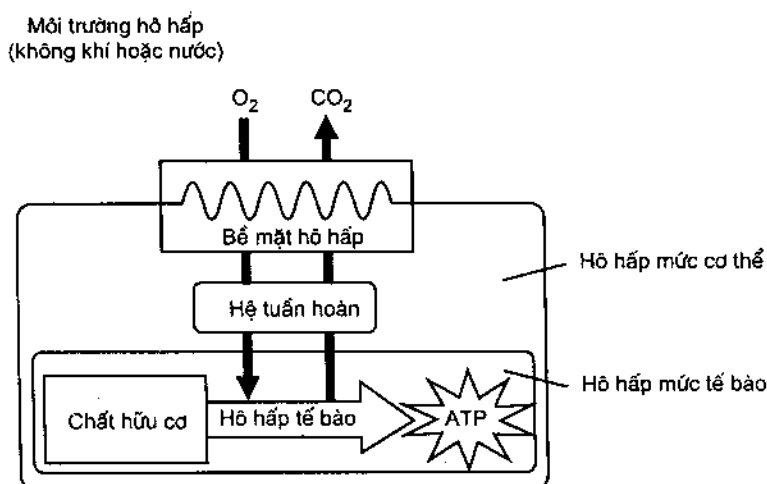 Môi trường hô hấp
(không khí hoặc nước)
O₂
CO₂
Bề mặt hô hấp
Hô hấp mức cơ thể
Hệ tuần hoàn
Hô hấp mức tế bào
Chất hữu cơ
Hô hấp tế bào
ATP